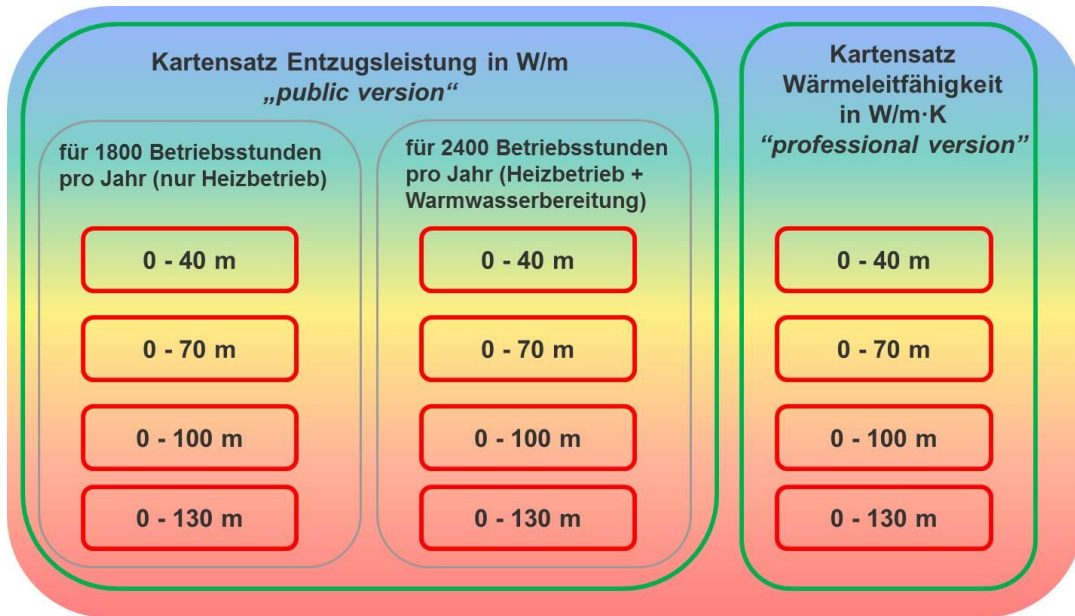 Kartensatz Entzugsleistung in W/m
„public version“
für 1800 Betriebsstunden
pro Jahr (nur Heizbetrieb)
0 - 40 m
0 - 70 m
0 - 100 m
0 - 130 m
für 2400 Betriebsstunden
pro Jahr (Heizbetrieb +
Warmwasserbereitung)
0 - 40 m
0 - 70 m
0 - 100 m
0 - 130 m
Kartensatz
Wärmeleitfähigkeit
in W/m·K
“professional version”
0 - 40 m
0 - 70 m
0 - 100 m
0 - 130 m